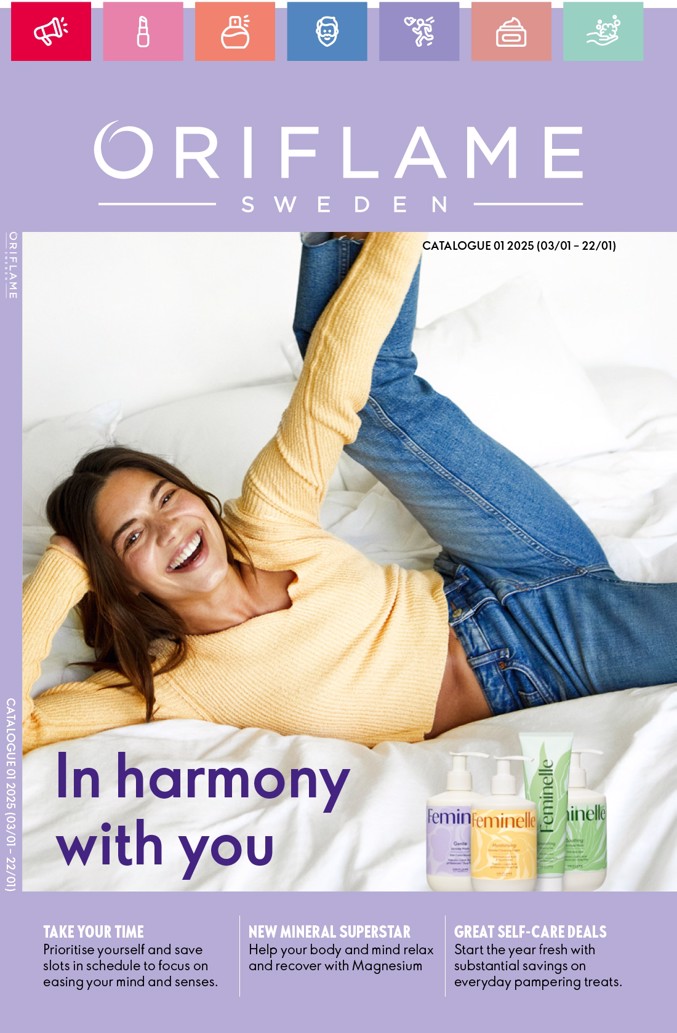 ORIFLAME
SWEDEN
CATALOGUE 01 2025 (03/01 – 22/01)
ORIFLAME
SWEDEN
CATALOGUE 01 2025 (03/01 – 22/01)
In harmony
with you
Femin
Feminelle
Feminelle
inelle
TAKE YOUR TIME
Prioritise yourself and save
slots in schedule to focus on
easing your mind and senses.
NEW MINERAL SUPERSTAR
Help your body and mind relax
and recover with Magnesium
GREAT SELF-CARE DEALS
Start the year fresh with
substantial savings on
everyday pampering treats.